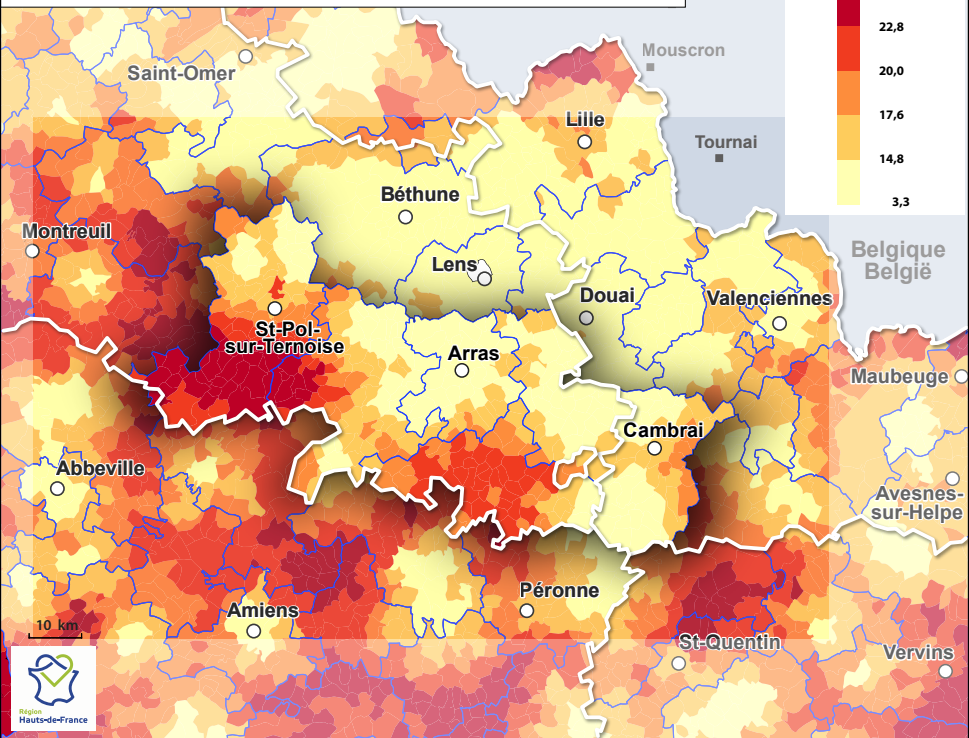 22,8
20,0
17,6
14,8
3,3
Mouscron
Saint-Omer
Lille
Tournai
Béthune
Montreuil
Belgique
België
Lens
Douai
Valenciennes
St-Pol-
sur-Ternoise
Arras
Maubeuge
Cambrai
Abbeville
Avesnes-
sur-Helpe
Péronne
Amiens
10 km
St-Quentin
Vervins
Région
Hauts-de-France